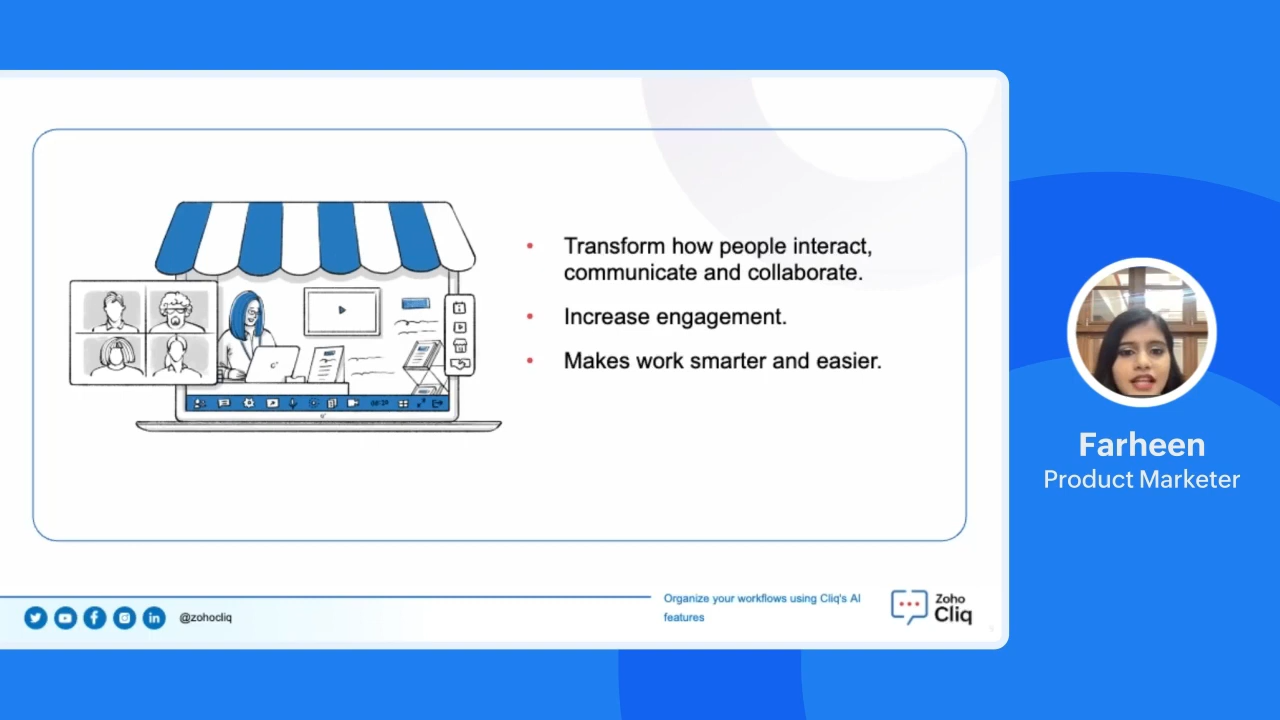 • Transform how people interact,
communicate and collaborate.
• Increase engagement.
• Makes work smarter and easier.
Farheen
Product Marketer
@zohocliq
Organize your workflows using Cliq's AI
features
Zoho
Cliq